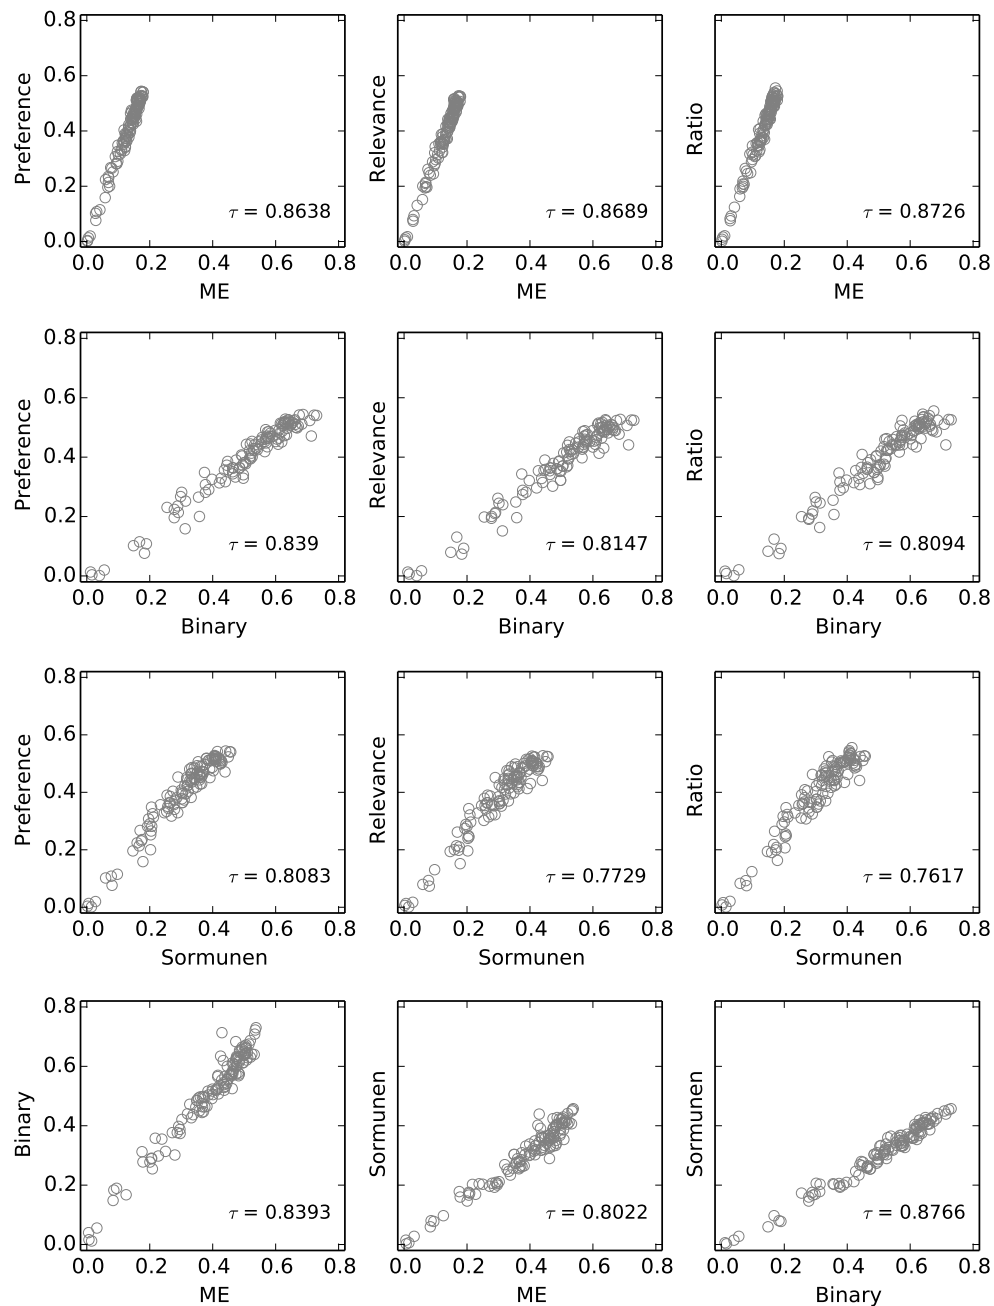 0.8
0.6
0.4
0.2
0.0
Preference
Relevance
Ratio
τ = 0.8638
τ = 0.8689
τ = 0.8726
0.0 0.2 0.4 0.6 0.8 0.0 0.2 0.4 0.6 0.8 0.0 0.2 0.4 0.6 0.8
ME ME ME
0.8
0.6
0.4
0.2
0.0
Preference
Relevance
Ratio
τ = 0.839
τ = 0.8147
τ = 0.8094
0.0 0.2 0.4 0.6 0.8 0.0 0.2 0.4 0.6 0.8 0.0 0.2 0.4 0.6 0.8
Binary Binary Binary
0.8
0.6
0.4
0.2
0.0
Preference
Relevance
Ratio
τ = 0.8083
τ = 0.7729
τ = 0.7617
0.0 0.2 0.4 0.6 0.8 0.0 0.2 0.4 0.6 0.8 0.0 0.2 0.4 0.6 0.8
Sormunen Sormunen Sormunen
0.8
0.6
0.4
0.2
0.0
Binary
Sormunen
Sormunen
τ = 0.8393
τ = 0.8022
τ = 0.8766
0.0 0.2 0.4 0.6 0.8 0.0 0.2 0.4 0.6 0.8 0.0 0.2 0.4 0.6 0.8
ME ME Binary